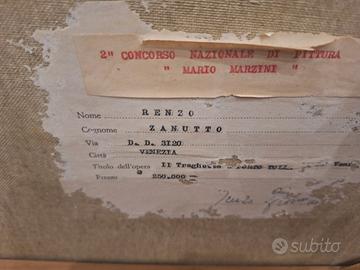 2° CONCORSO NAZIONALE DI PITTURA
" MARIO MARZINI "
Nome RENZO
Cognome ZANUTTO
Via D. D. 3120
Città VENEZIA
Titolo dell'opera Il Traghetto
Prezzo 250.000=
subito